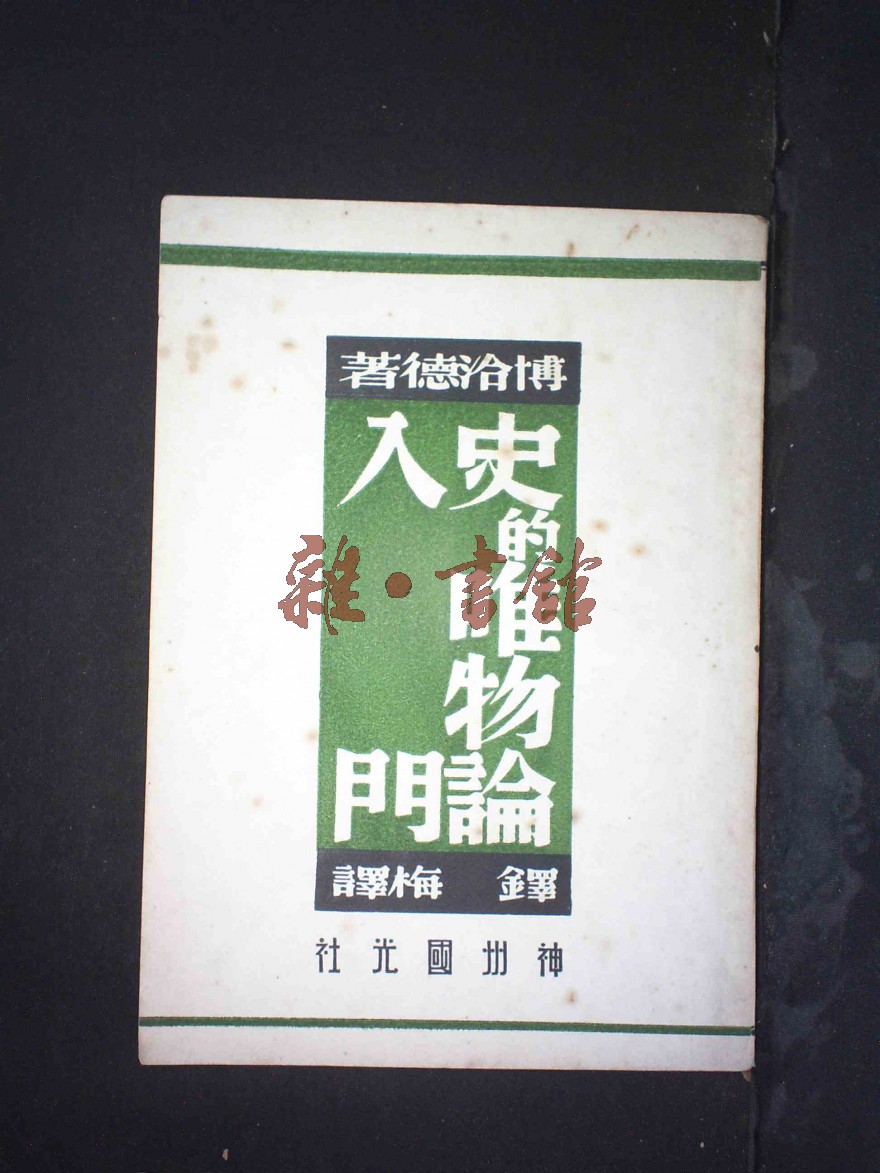 博洽德著
史的唯物論
入門
鐸 梅譯
神州國光社
雜·書館